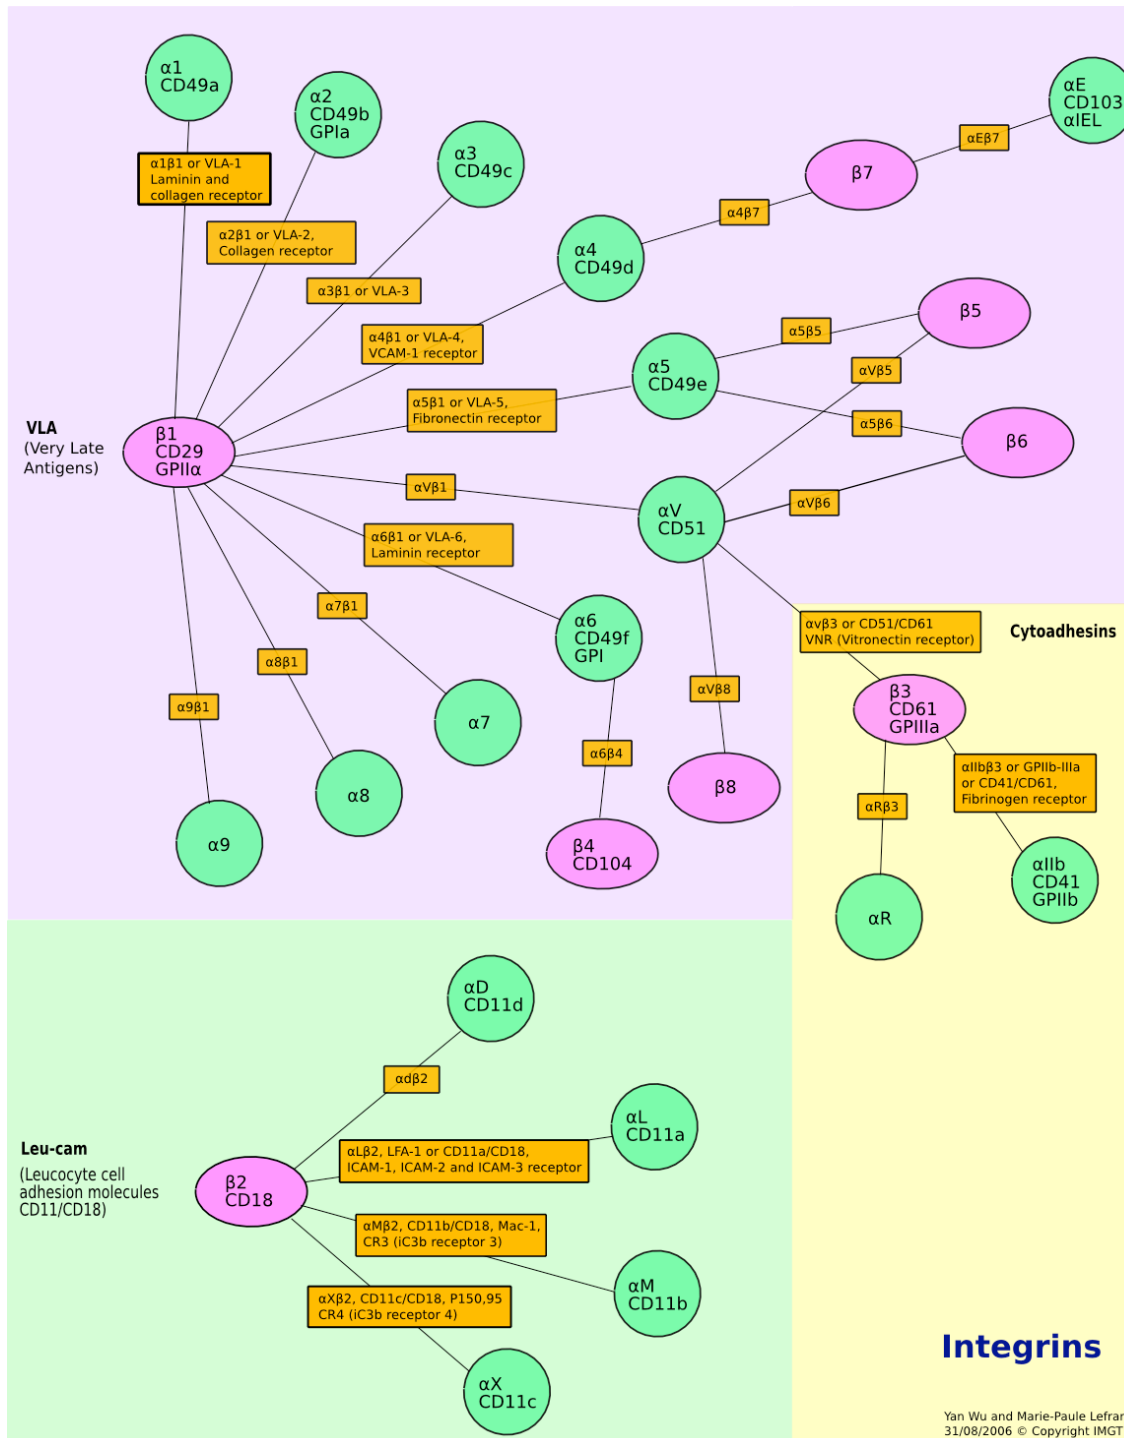 α1
CD49a
α2
CD49b
GPIa
αE
CD103
αIEL
α3
CD49c
αEβ7
α1β1 or VLA-1
Laminin and
collagen receptor
β7
α4β7
α2β1 or VLA-2,
Collagen receptor
α4
CD49d
α3β1 or VLA-3
β5
α5β5
α4β1 or VLA-4,
VCAM-1 receptor
αVβ5
α5
CD49e
α5β1 or VLA-5,
Fibronectin receptor
α5β6
β6
VLA
(Very Late
Antigens)
β1
CD29
GPIIα
αVβ1
αVβ6
αV
CD51
α6β1 or VLA-6,
Laminin receptor
α7β1
α6
CD49f
GPI
αvβ3 or CD51/CD61
VNR (Vitronectin receptor)
Cytoadhesins
α8β1
αVβ8
β3
CD61
GPIIIa
α9β1
α7
α6β4
αIIbβ3 or GPIIb-IIIa
or CD41/CD61,
Fibrinogen receptor
β8
α8
αRβ3
α9
β4
CD104
αIIb
CD41
GPIIb
αR
αD
CD11d
αdβ2
αL
CD11a
Leu-cam
(Leucocyte cell
adhesion molecules
CD11/CD18)
αLβ2, LFA-1 or CD11a/CD18,
ICAM-1, ICAM-2 and ICAM-3 receptor
β2
CD18
αMβ2, CD11b/CD18, Mac-1,
CR3 (iC3b receptor 3)
αM
CD11b
αXβ2, CD11c/CD18, P150,95
CR4 (iC3b receptor 4)
αX
CD11c
Integrins
Yan Wu and Marie-Paule Lefran
31/08/2006 © Copyright IMGT